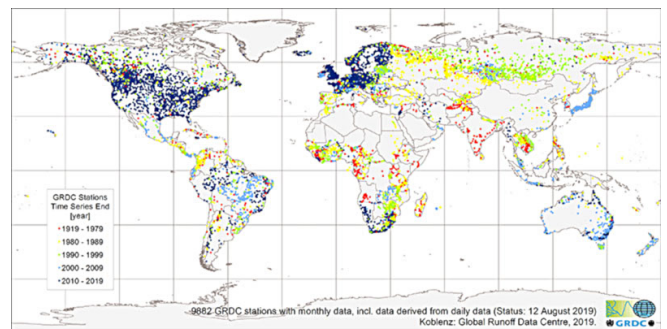 GRDC Stations
Time Series End
[year]
1919 - 1979
1980 - 1989
1990 - 1999
2000 - 2009
2010 - 2019
9882 GRDC stations with monthly data, incl. data derived from daily data (Status: 12 August 2019)
Koblenz: Global Runoff Data Centre, 2019.
GRDC